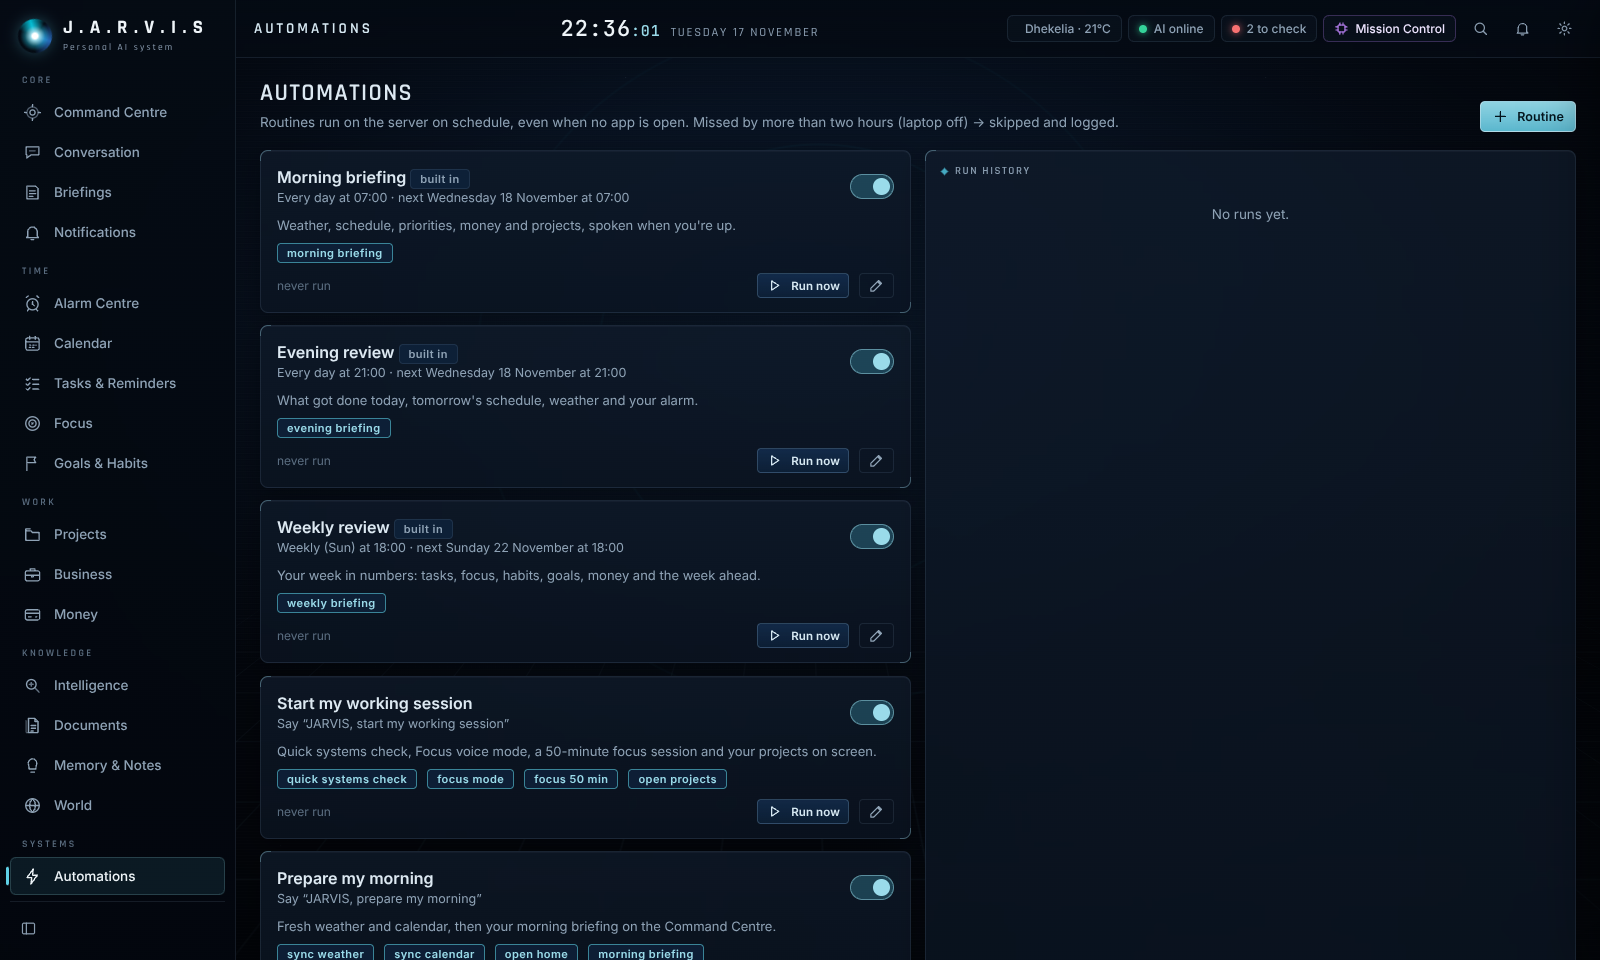 J.A.R.V.I.S
Personal AI system
CORE
Command Centre
Conversation
Briefings
Notifications
TIME
Alarm Centre
Calendar
Tasks & Reminders
Focus
Goals & Habits
WORK
Projects
Business
Money
KNOWLEDGE
Intelligence
Documents
Memory & Notes
World
SYSTEMS
Automations
AUTOMATIONS
22:36:01 TUESDAY 17 NOVEMBER
Dhekelia · 21°C
AI online
2 to check
Mission Control
AUTOMATIONS
Routines run on the server on schedule, even when no app is open. Missed by more than two hours (laptop off) → skipped and logged.
Routine
Morning briefing built in
Every day at 07:00 · next Wednesday 18 November at 07:00
Weather, schedule, priorities, money and projects, spoken when you're up.
morning briefing
never run
Run now
Evening review built in
Every day at 21:00 · next Wednesday 18 November at 21:00
What got done today, tomorrow's schedule, weather and your alarm.
evening briefing
never run
Run now
Weekly review built in
Weekly (Sun) at 18:00 · next Sunday 22 November at 18:00
Your week in numbers: tasks, focus, habits, goals, money and the week ahead.
weekly briefing
never run
Run now
Start my working session
Say “JARVIS, start my working session”
Quick systems check, Focus voice mode, a 50-minute focus session and your projects on screen.
quick systems check focus mode focus 50 min open projects
never run
Run now
Prepare my morning
Say “JARVIS, prepare my morning”
Fresh weather and calendar, then your morning briefing on the Command Centre.
sync weather sync calendar open home morning briefing
RUN HISTORY
No runs yet.